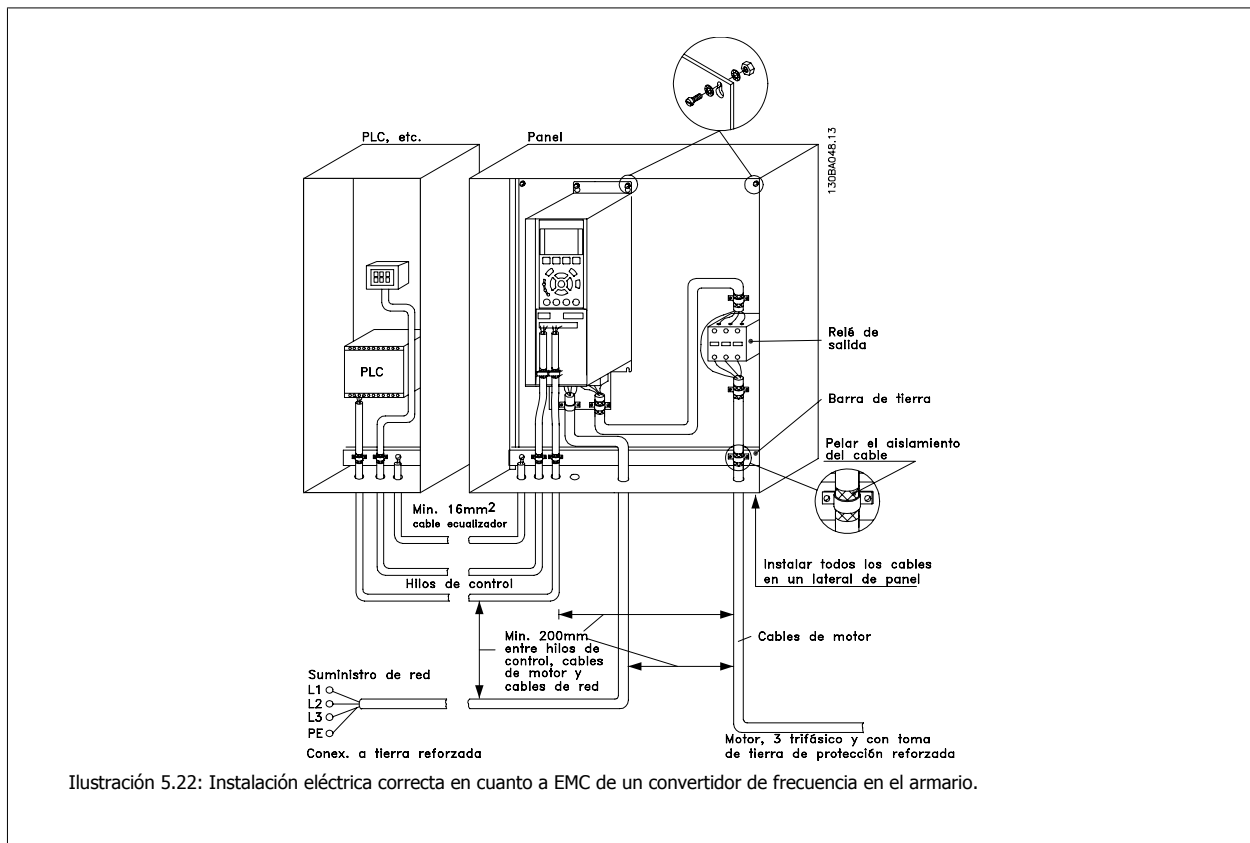 PLC, etc.
Panel
130BA048.13
PLC
Relé de
salida
Barra de tierra
Pelar el aislamiento
del cable
Min. 16mm2
cable ecualizador
Hilos de control
Instalar todos los cables
en un lateral de panel
Min. 200mm
entre hilos de
control, cables
de motor y
cables de red
Cables de motor
Suministro de red
L1
L2
L3
PE
Conex. a tierra reforzada
Motor, 3 trifásico y con toma
de tierra de protección reforzada
Ilustración 5.22: Instalación eléctrica correcta en cuanto a EMC de un convertidor de frecuencia en el armario.